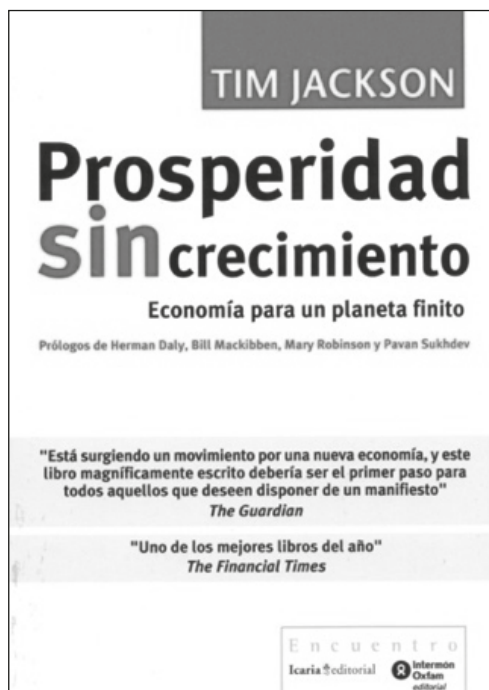 TIM JACKSON
Prosperidad
sin crecimiento
Economía para un planeta finito
Prólogos de Herman Daly, Bill Mackibben, Mary Robinson y Pavan Sukhdev
"Está surgiendo un movimiento por una nueva economía, y este
libro magníficamente escrito debería ser el primer paso para
todos aquellos que deseen disponer de un manifiesto"
The Guardian
"Uno de los mejores libros del año"
The Financial Times
Encuentro
Icaria editorial
Intermón
Oxfam
editorial